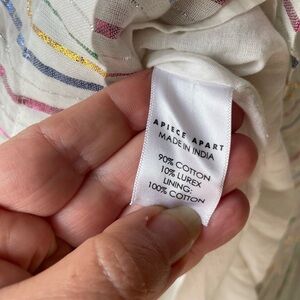 APIECE APART
MADE IN INDIA
90% COTTON
10% LUREX
LINING:
100% COTTON